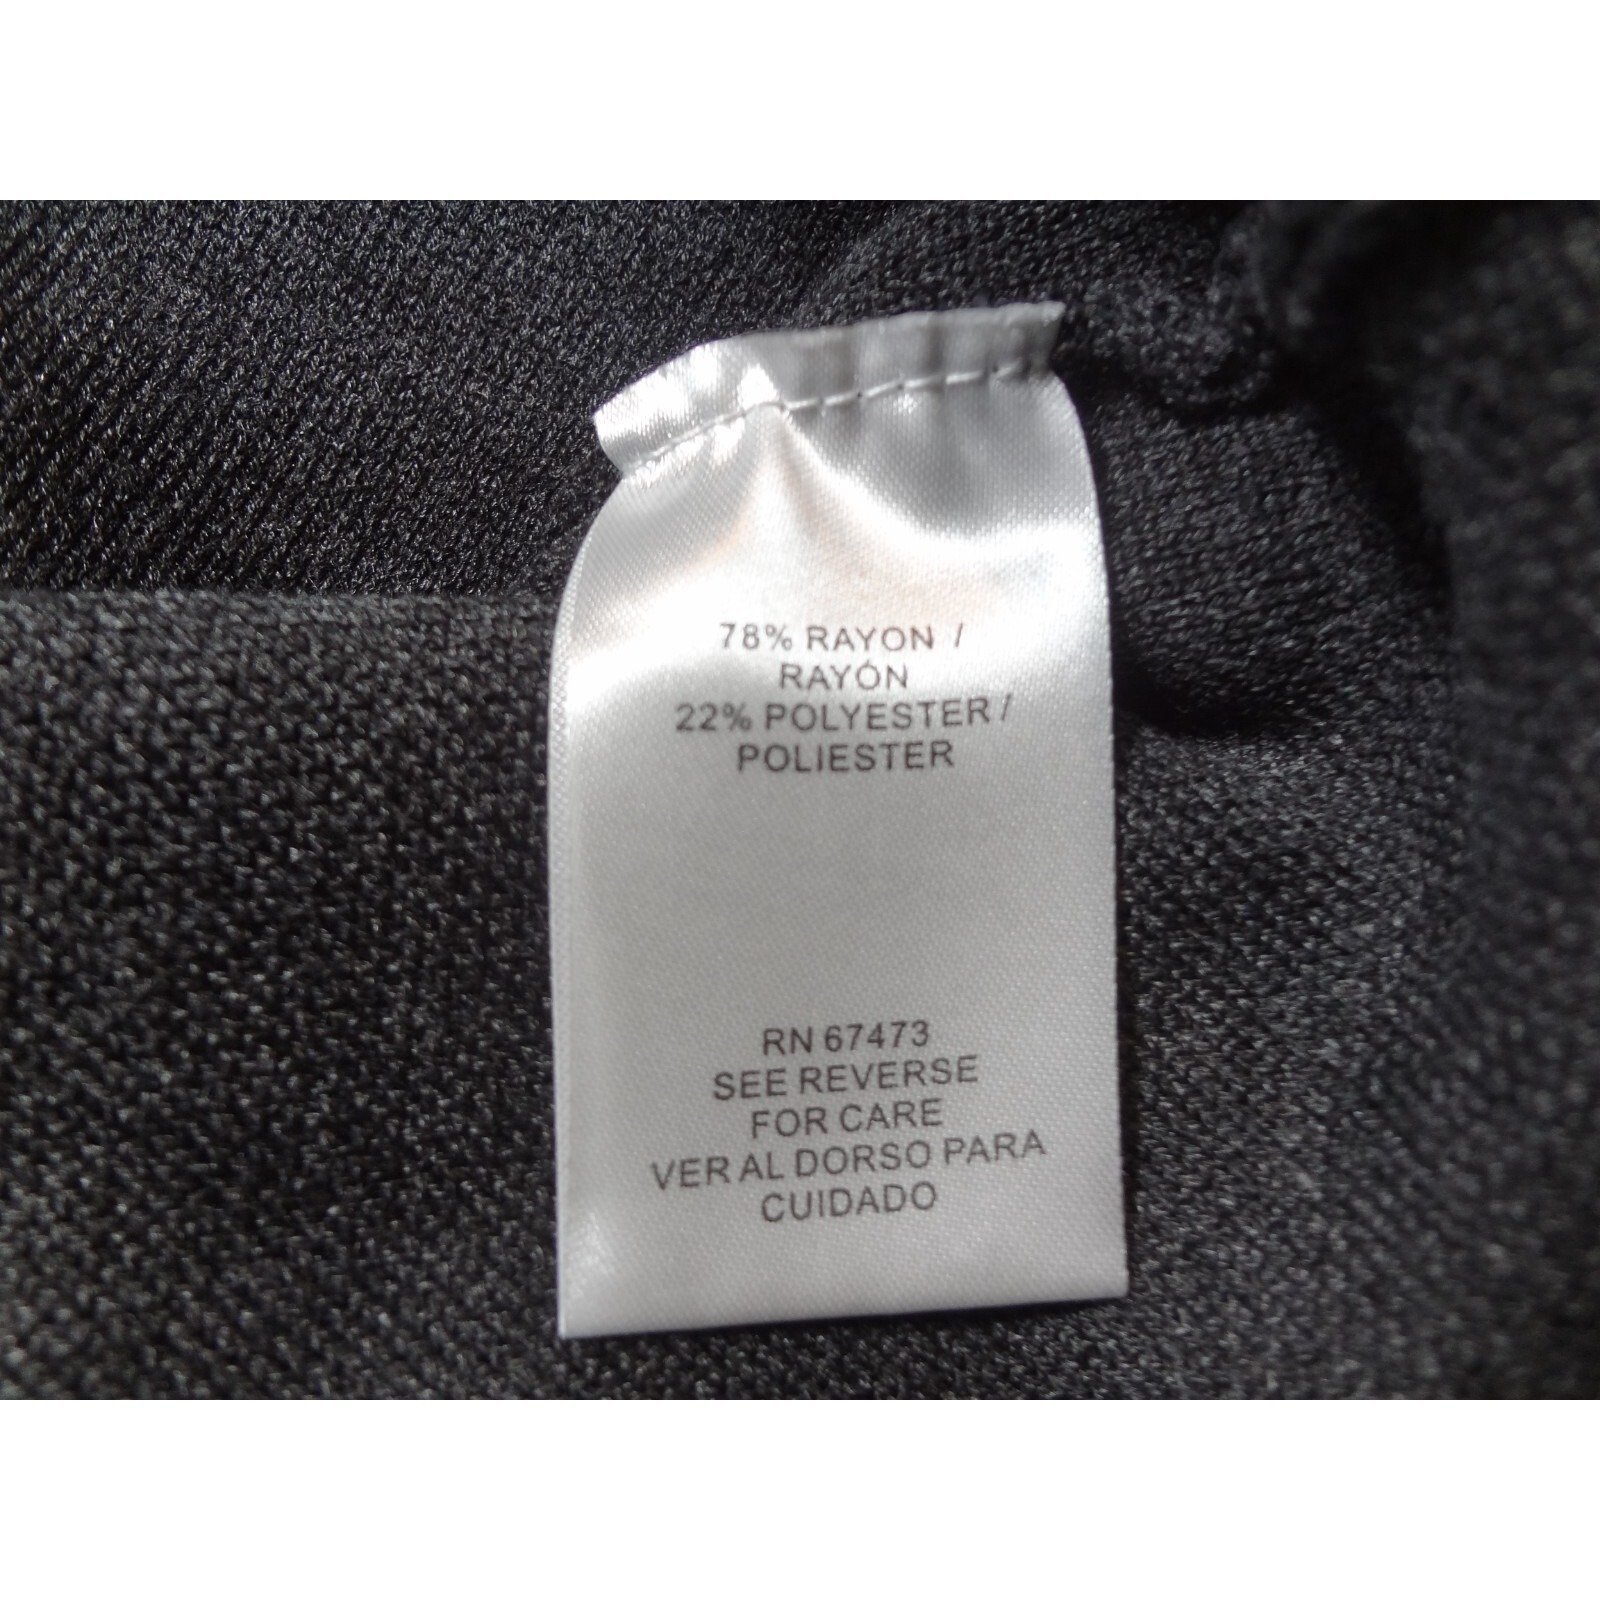 78% RAYON /
RAYÓN
22% POLYESTER /
POLIESTER
RN 67473
SEE REVERSE
FOR CARE
VER AL DORSO PARA
CUIDADO